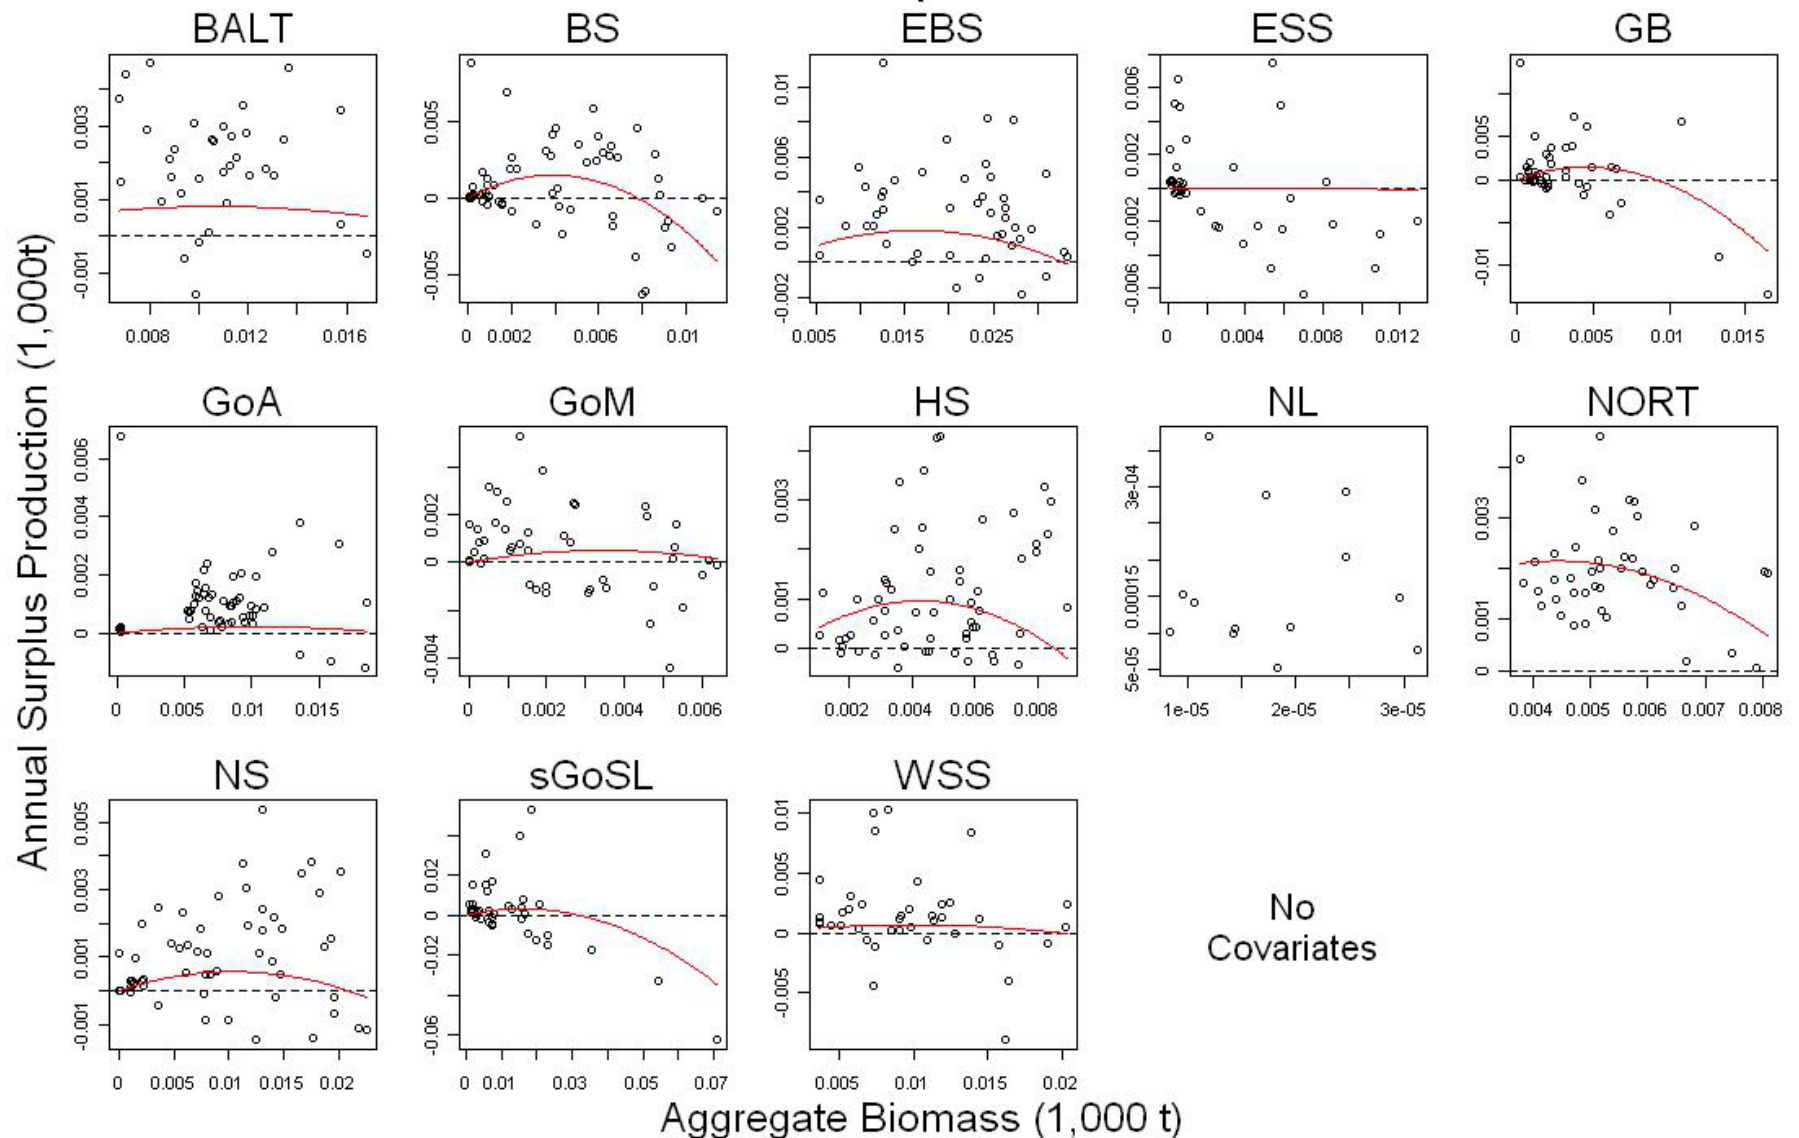 BALT BS EBS ESS GB
0.003 0.001 -0.001
0.008 0.012 0.016
0.005 0 -0.005
0 0.002 0.006 0.01
0.01 0.006 0.002 -0.002
0.005 0.015 0.025
0.006 0.002 -0.002 -0.006
0 0.004 0.008 0.012
0.005 0 -0.01
0 0.005 0.01 0.015
GoA GoM HS NL NORT
0.006 0.004 0.002 0
0 0.005 0.01 0.015
0.002 0 -0.004
0 0.002 0.004 0.006
0.003 0.001 0
0.002 0.004 0.006 0.008
3e-04 0.00015 5e-05
1e-05 2e-05 3e-05
0.003 0.001 0
0.004 0.005 0.006 0.007 0.008
NS sGoSL WSS
0.005 0.003 0.001 -0.001
0 0.005 0.01 0.015 0.02
0.02 0 -0.02 -0.06
0 0.01 0.03 0.05 0.07
0.01 0.005 0 -0.005
0.005 0.01 0.015 0.02
No
Covariates
Annual Surplus Production (1,000t)
Aggregate Biomass (1,000 t)